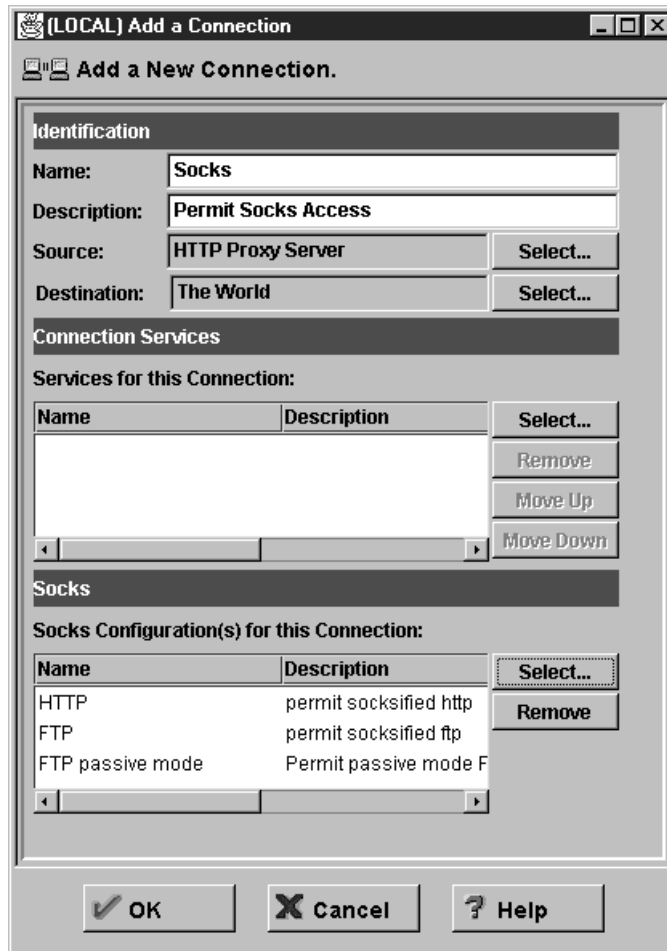 (LOCAL) Add a Connection
Add a New Connection.
Identification
Name: Socks
Description: Permit Socks Access
Source: HTTP Proxy Server Select...
Destination: The World Select...
Connection Services
Services for this Connection:
Name Description Select...
Remove
Move Up
Move Down
Socks
Socks Configuration(s) for this Connection:
Name Description Select...
HTTP permit socksified http Remove
FTP permit socksified ftp
FTP passive mode Permit passive mode F
OK Cancel Help